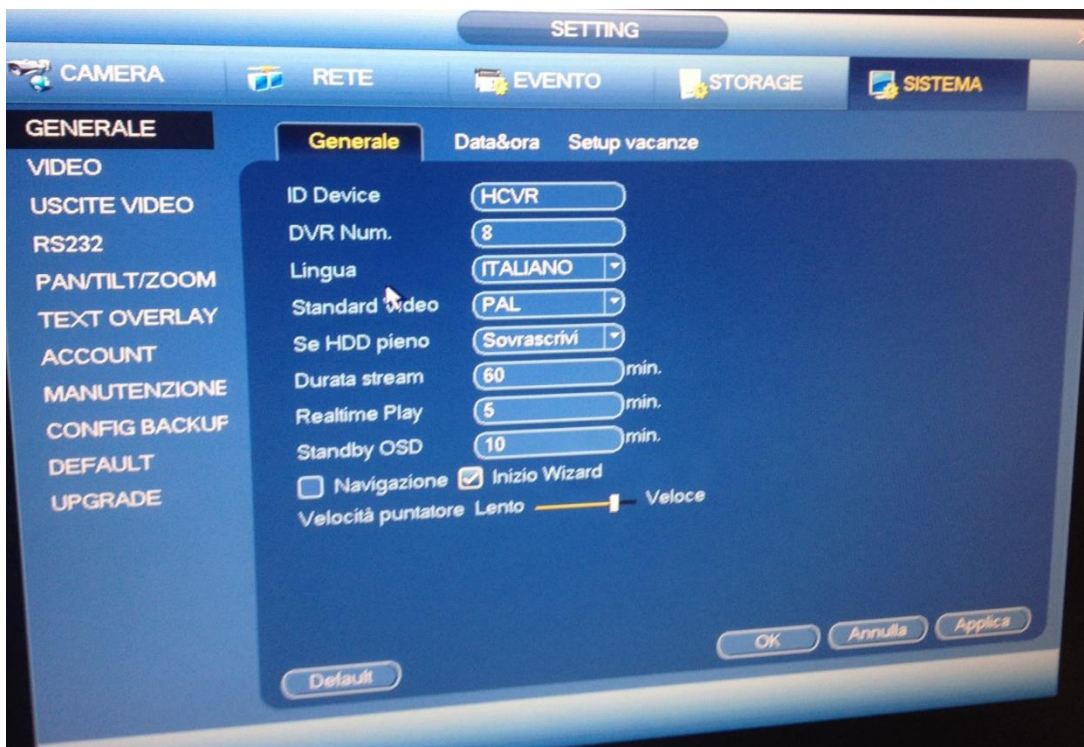 SETTING
CAMERA RETE EVENTO STORAGE SISTEMA
GENERALE
VIDEO
USCITE VIDEO
RS232
PAN/TILT/ZOOM
TEXT OVERLAY
ACCOUNT
MANUTENZIONE
CONFIG BACKUP
DEFAULT
UPGRADE
Generale Data&ora Setup vacanze
ID Device HCVR
DVR Num. 8
Lingua ITALIANO
Standard Video PAL
Se HDD pieno Sovrascrivi
Durata stream 60 min.
Realtime Play 5 min.
Standby OSD 10 min.
Navigazione Inizio Wizard
Velocità puntatore Lento Veloce
OK Annulla Applica
Default